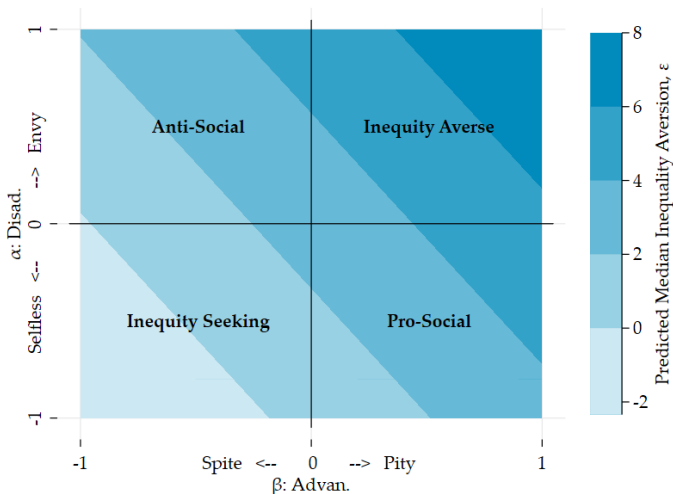 1
Anti-Social
Inequity Averse
α: Disad.
Selfless <-- --> Envy
0
Inequity Seeking
Pro-Social
-1
-1
Spite <-- 0 --> Pity
1
β: Advan.
8
6
4
2
0
-2
Predicted Median Inequality Aversion, ε